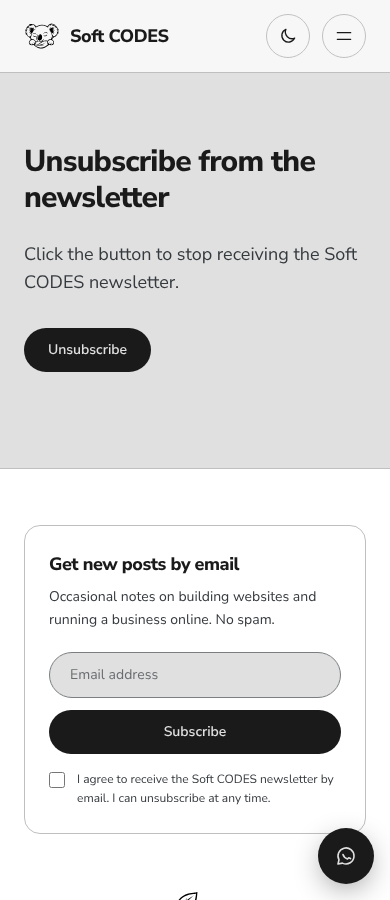 Soft CODES
Unsubscribe from the
newsletter
Click the button to stop receiving the Soft
CODES newsletter.
Unsubscribe
Get new posts by email
Occasional notes on building websites and
running a business online. No spam.
Email address
Subscribe
I agree to receive the Soft CODES newsletter by
email. I can unsubscribe at any time.